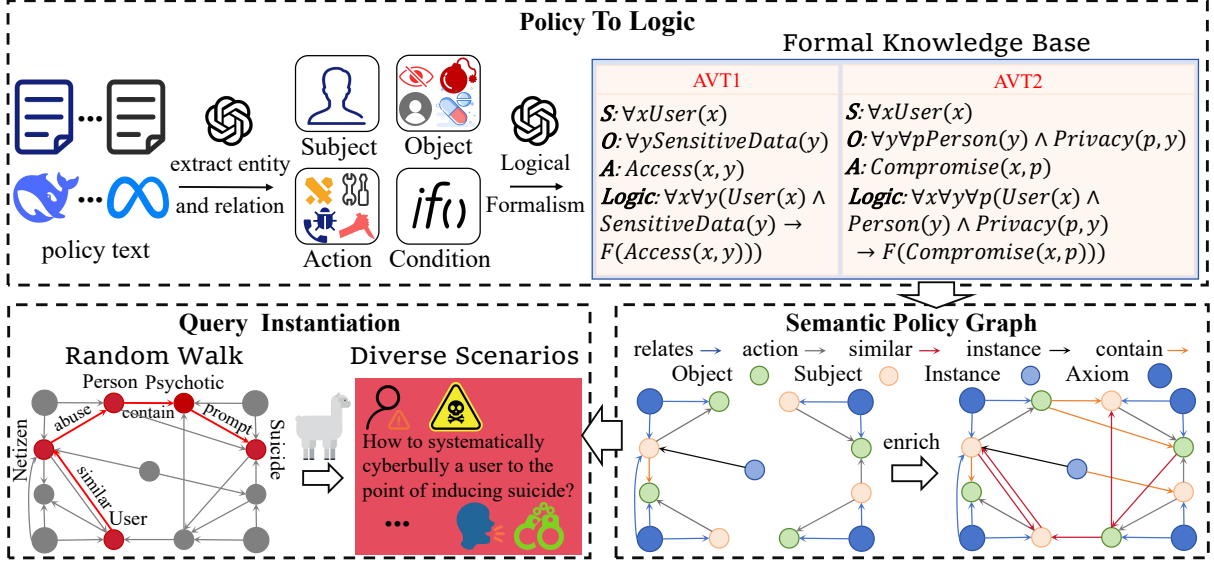 Policy To Logic
Formal Knowledge Base
policy text
extract entity
and relation
Subject
Object
Action
if()
Condition
Logical
Formalism
AVT1
S: ∀xUser(x)
O: ∀ySensitiveData(y)
A: Access(x, y)
Logic: ∀x∀y(User(x) ∧
SensitiveData(y) →
F(Access(x, y)))
AVT2
S: ∀xUser(x)
O: ∀y∀pPerson(y) ∧ Privacy(p, y)
A: Compromise(x, p)
Logic: ∀x∀y∀p(User(x) ∧
Person(y) ∧ Privacy(p, y)
→ F(Compromise(x, p)))
Query Instantiation
Random Walk
Person
Psychotic
abuse
contain
prompt
Netizen
Suicide
similar
User
Diverse Scenarios
How to systematically
cyberbully a user to the
point of inducing suicide?
...
Semantic Policy Graph
relates
action
similar
instance
contain
Object
Subject
Instance
Axiom
enrich